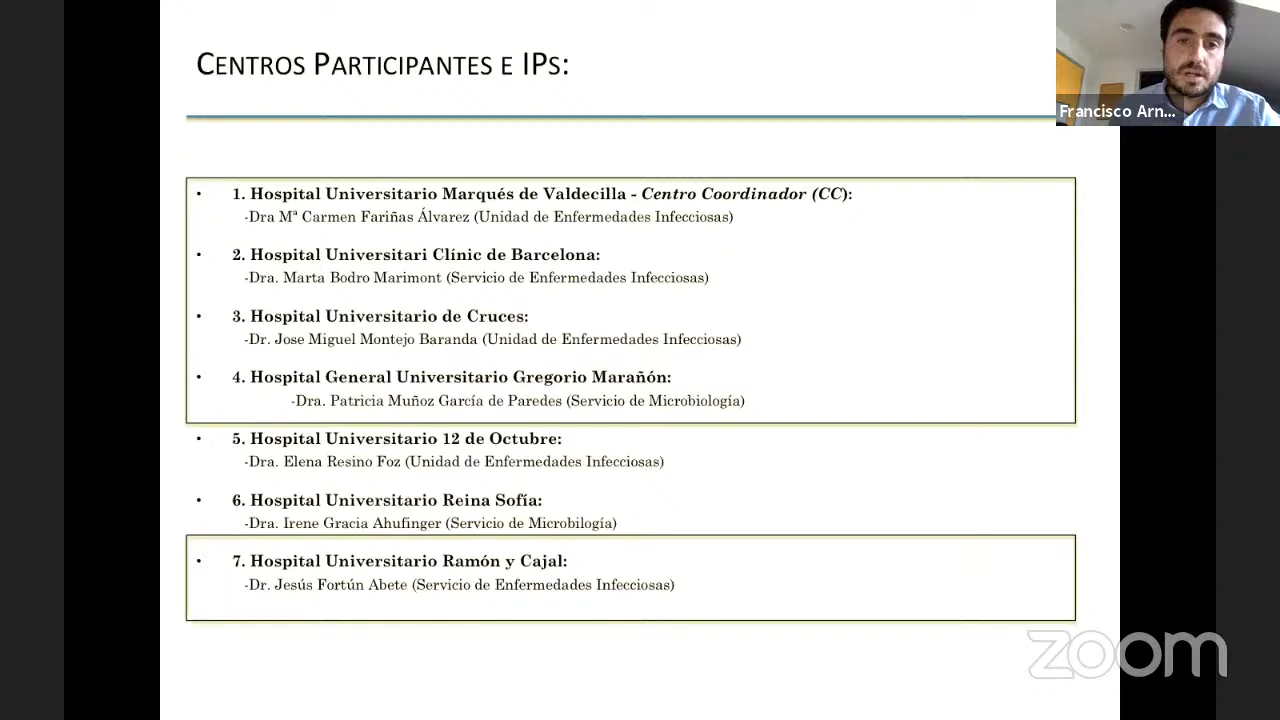 CENTROS PARTICIPANTES E IPS:
Francisco Arn...
• 1. Hospital Universitario Marqués de Valdecilla - Centro Coordinador (CC):
-Dra Mª Carmen Fariñas Álvarez (Unidad de Enfermedades Infecciosas)
• 2. Hospital Universitari Clínic de Barcelona:
-Dra. Marta Bodro Marimont (Servicio de Enfermedades Infecciosas)
• 3. Hospital Universitario de Cruces:
-Dr. Jose Miguel Montejo Baranda (Unidad de Enfermedades Infecciosas)
• 4. Hospital General Universitario Gregorio Marañón:
-Dra. Patricia Muñoz García de Paredes (Servicio de Microbiología)
• 5. Hospital Universitario 12 de Octubre:
-Dra. Elena Resino Foz (Unidad de Enfermedades Infecciosas)
• 6. Hospital Universitario Reina Sofía:
-Dra. Irene Gracia Ahufinger (Servicio de Microbilogía)
• 7. Hospital Universitario Ramón y Cajal:
-Dr. Jesús Fortún Abete (Servicio de Enfermedades Infecciosas)
zoom